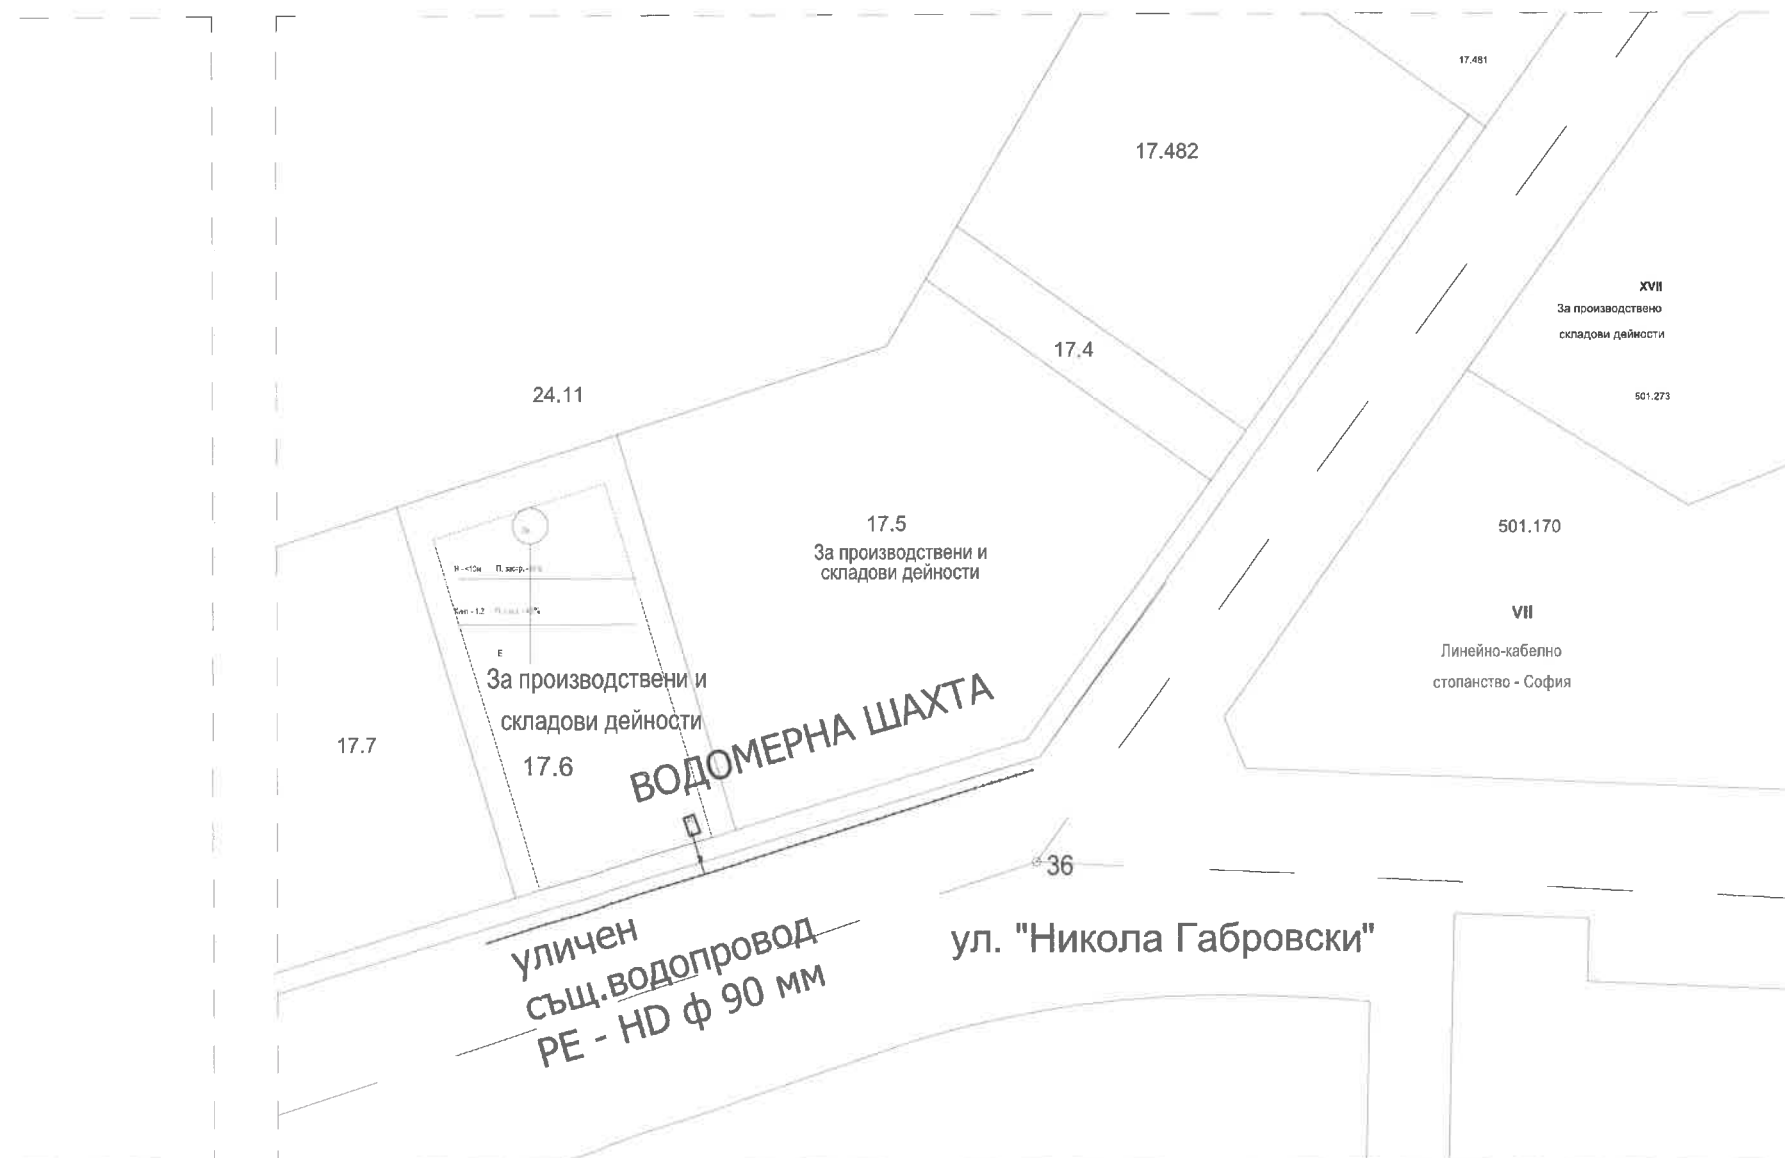 17.481
17.482
XVII
За производствено
складови дейности
17.4
24.11
501.273
17.5
За производствени и
складови дейности
501.170
Н -<10м
VII
Линейно-кабелно
стопанство - София
Е
За производствени и
складови дейности
17.6
17.7
ВОДОМЕРНА ШАХТА
36
уличен
същ.водопровод
PE - HD ф 90 мм
ул. "Никола Габровски"